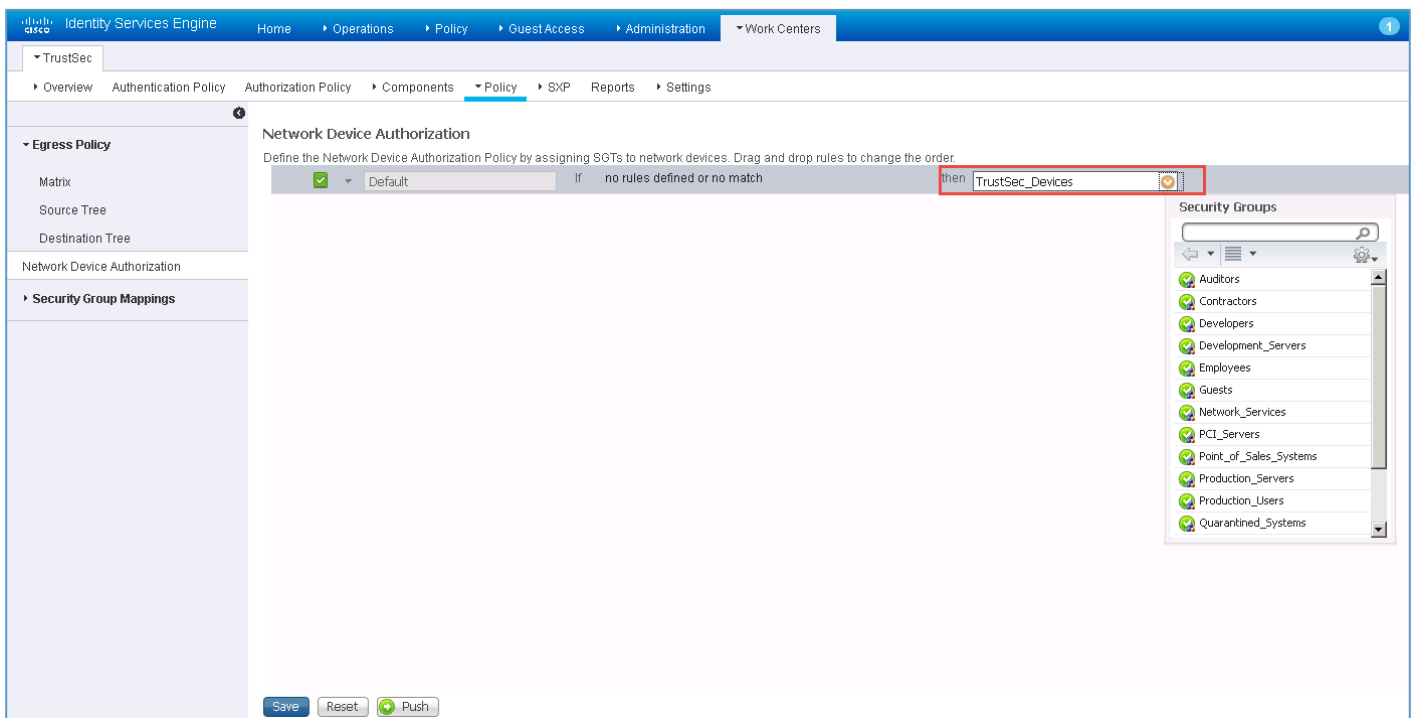 cisco Identity Services Engine Home Operations Policy Guest Access Administration Work Centers 1
TrustSec
Overview Authentication Policy Authorization Policy Components Policy SXP Reports Settings
Egress Policy
Matrix
Source Tree
Destination Tree
Network Device Authorization
Security Group Mappings
Network Device Authorization
Define the Network Device Authorization Policy by assigning SGTs to network devices. Drag and drop rules to change the order.
Default If no rules defined or no match then TrustSec_Devices
Security Groups
Auditors
Contractors
Developers
Development_Servers
Employees
Guests
Network_Services
PCI_Servers
Point_of_Sales_Systems
Production_Servers
Production_Users
Quarantined_Systems
Save Reset Push